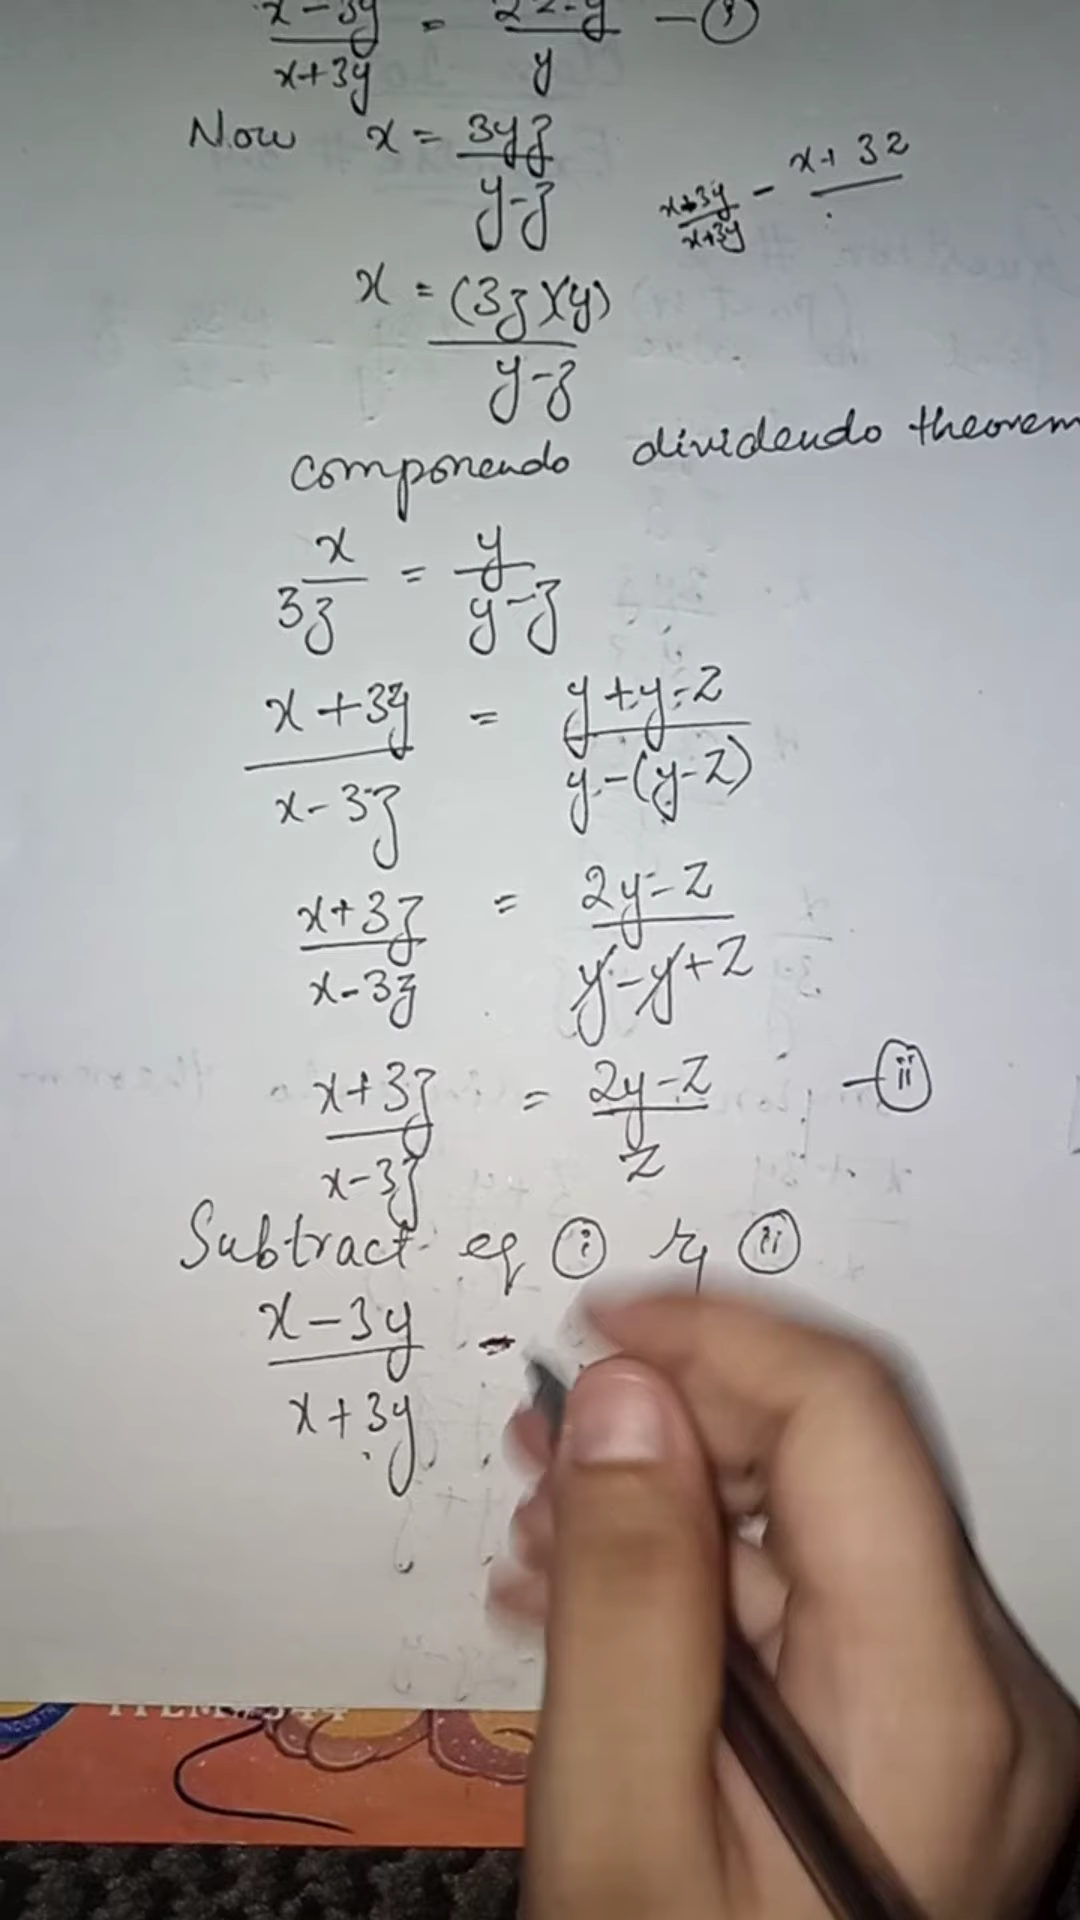 x-3y/x+3y = 2z-y/y — (i)
Now x = 3yz/y-z
x+3y/x+3y - x+3z
x = (3z)(y)/y-z
Componendo dividendo theorem
x/3z = y/y-z
x+3z/x-3z = y+y-z/y-(y-z)
x+3z/x-3z = 2y-z/y-y+z
x+3z/x-3z = 2y-z/z — (ii)
Subtract eq (i) (ii)
x-3y/x+3y -